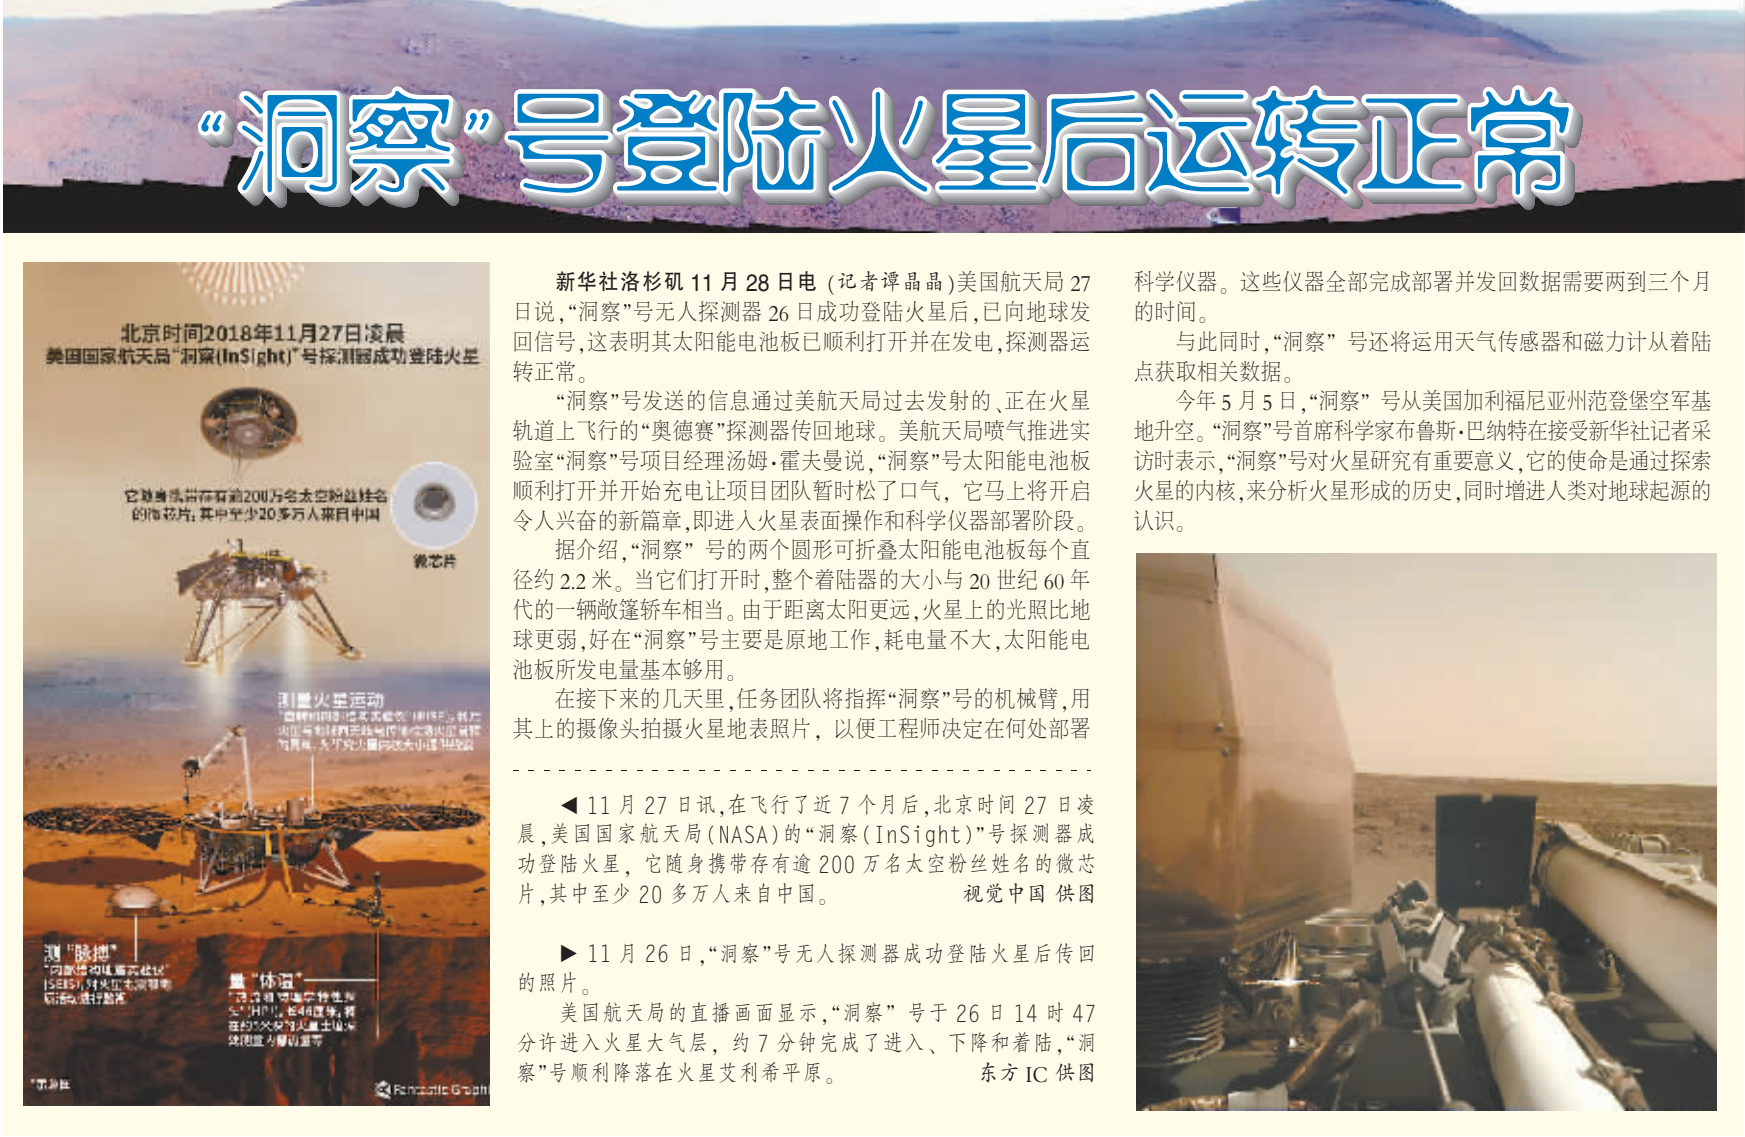 “洞察”号登陆火星后运转正常
北京时间2018年11月27日凌晨
美国国家航天局“洞察(InSight)”号探测器成功登陆火星
它随身携带存有逾200万名太空粉丝姓名
的微芯片，其中至少20多万人来自中国
微芯片
测量火星运动
测“脉搏”
量“体温”
新华社洛杉矶 11 月 28 日电 (记者谭晶晶)美国航天局 27
日说，“洞察”号无人探测器 26 日成功登陆火星后，已向地球发
回信号，这表明其太阳能电池板已顺利打开并在发电，探测器运
转正常。
“洞察”号发送的信息通过美航天局过去发射的、正在火星
轨道上飞行的“奥德赛”探测器传回地球。美航天局喷气推进实
验室“洞察”号项目经理汤姆·霍夫曼说，“洞察”号太阳能电池板
顺利打开并开始充电让项目团队暂时松了口气，它马上将开启
令人兴奋的新篇章，即进入火星表面操作和科学仪器部署阶段。
据介绍，“洞察”号的两个圆形可折叠太阳能电池板每个直
径约 2.2 米。当它们打开时，整个着陆器的大小与 20 世纪 60 年
代的一辆敞篷轿车相当。由于距离太阳更远，火星上的光照比地
球更弱，好在“洞察”号主要是原地工作，耗电量不大，太阳能电
池板所发电量基本够用。
在接下来的几天里，任务团队将指挥“洞察”号的机械臂，用
其上的摄像头拍摄火星地表照片，以便工程师决定在何处部署
科学仪器。这些仪器全部完成部署并发回数据需要两到三个月
的时间。
与此同时，“洞察”号还将运用天气传感器和磁力计从着陆
点获取相关数据。
今年 5 月 5 日，“洞察”号从美国加利福尼亚州范登堡空军基
地升空。“洞察”号首席科学家布鲁斯·巴纳特在接受新华社记者采
访时表示，“洞察”号对火星研究有重要意义，它的使命是通过探索
火星的内核，来分析火星形成的历史，同时增进人类对地球起源的
认识。
◀ 11 月 27 日讯，在飞行了近 7 个月后，北京时间 27 日凌
晨，美国国家航天局(NASA)的“洞察(InSight)”号探测器成
功登陆火星，它随身携带存有逾 200 万名太空粉丝姓名的微芯
片，其中至少 20 多万人来自中国。 视觉中国 供图
▶ 11 月 26 日，“洞察”号无人探测器成功登陆火星后传回
的照片。
美国航天局的直播画面显示，“洞察”号于 26 日 14 时 47
分许进入火星大气层，约 7 分钟完成了进入、下降和着陆，“洞
察”号顺利降落在火星艾利希平原。 东方 IC 供图